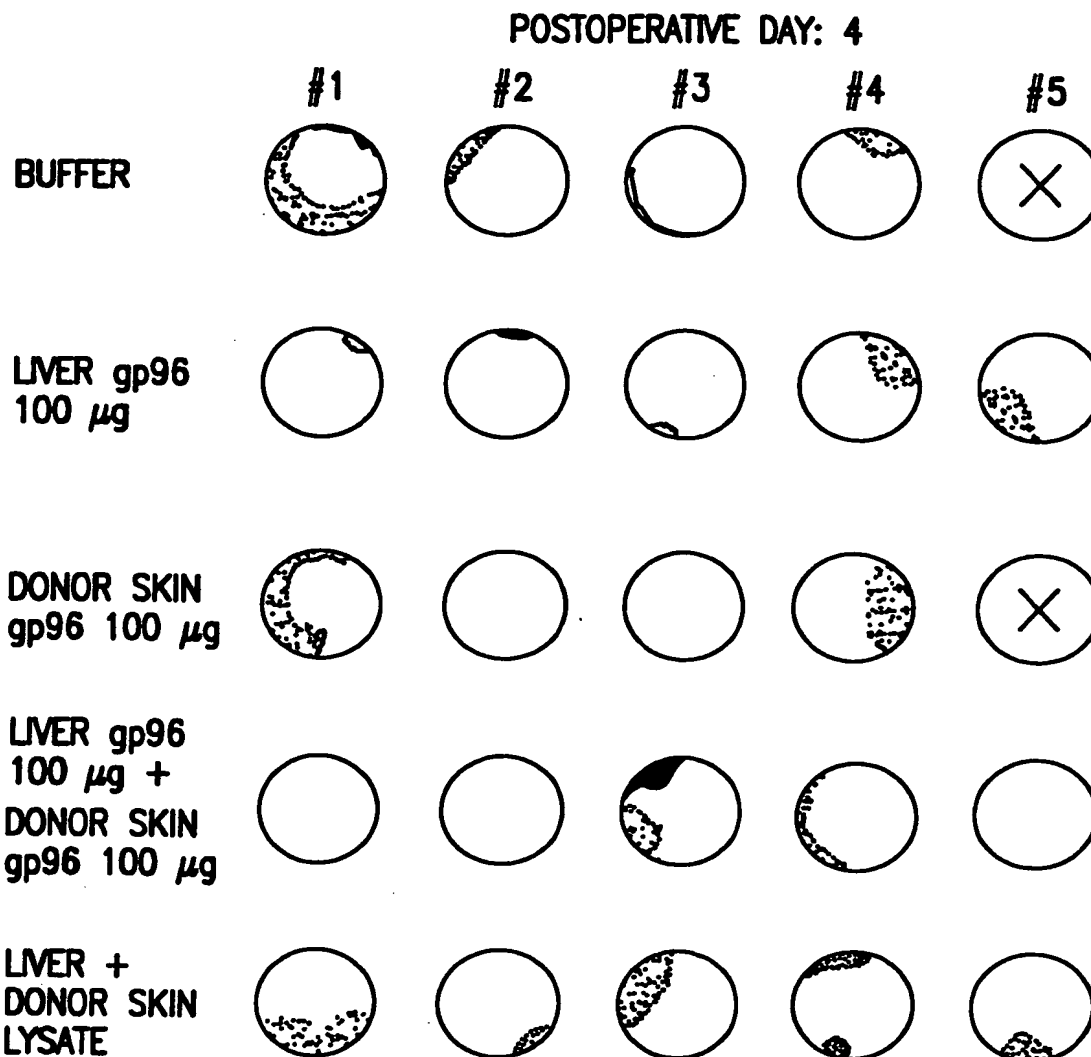 POSTOPERATIVE DAY: 4
#1 #2 #3 #4 #5
BUFFER
LIVER gp96
100 μg
DONOR SKIN
gp96 100 μg
LIVER gp96
100 μg +
DONOR SKIN
gp96 100 μg
LIVER +
DONOR SKIN
LYSATE